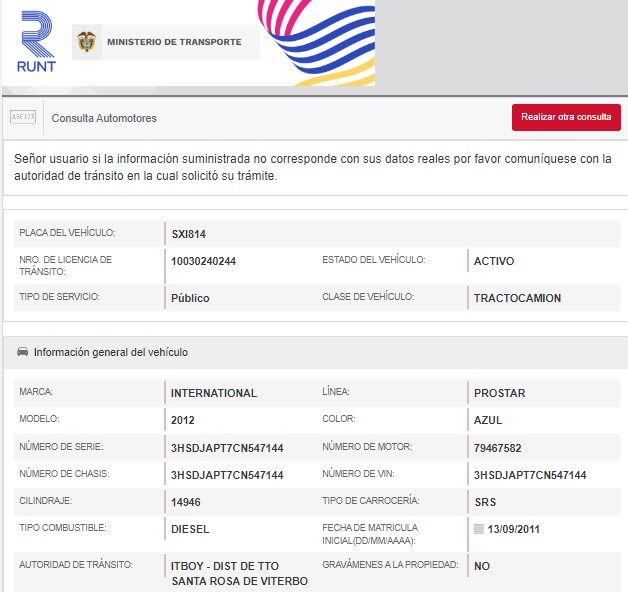 RUNT
MINISTERIO DE TRANSPORTE
Consulta Automotores
Realizar otra consulta
Señor usuario si la información suministrada no corresponde con sus datos reales por favor comuníquese con la
autoridad de tránsito en la cual solicitó su trámite.
PLACA DEL VEHÍCULO: SXI814
NRO. DE LICENCIA DE TRÁNSITO: 10030240244 ESTADO DEL VEHÍCULO: ACTIVO
TIPO DE SERVICIO: Público CLASE DE VEHÍCULO: TRACTOCAMION
Información general del vehículo
MARCA: INTERNATIONAL LÍNEA: PROSTAR
MODELO: 2012 COLOR: AZUL
NÚMERO DE SERIE: 3HSDJAPT7CN547144 NÚMERO DE MOTOR: 79467582
NÚMERO DE CHASIS: 3HSDJAPT7CN547144 NÚMERO DE VIN: 3HSDJAPT7CN547144
CILINDRAJE: 14946 TIPO DE CARROCERÍA: SRS
TIPO COMBUSTIBLE: DIESEL FECHA DE MATRICULA INICIAL(DD/MM/AAAA): 13/09/2011
AUTORIDAD DE TRÁNSITO: ITBOY - DIST DE TTO SANTA ROSA DE VITERBO GRAVÁMENES A LA PROPIEDAD: NO